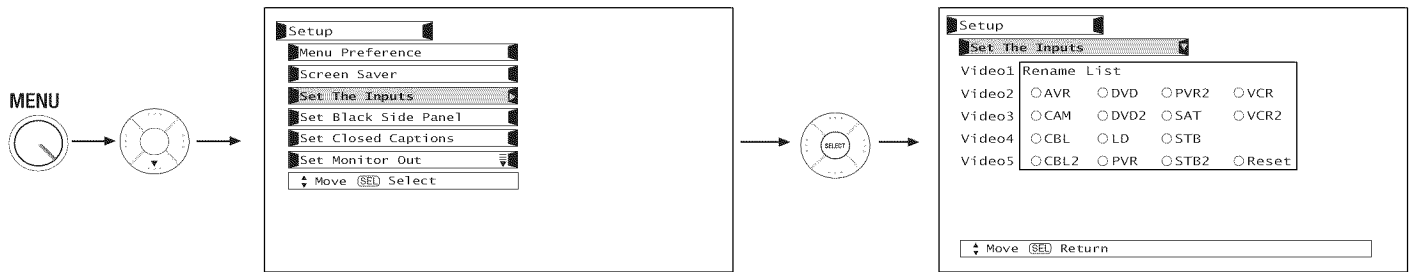 MENU
Setup
Menu Preference
Screen Saver
Set The Inputs
Set Black Side Panel
Set Closed Captions
Set Monitor Out
Move SEL Select
SELECT
Setup
Set The Inputs
Video1 Rename List
Video2 AVR DVD PVR2 VCR
Video3 CAM DVD2 SAT VCR2
Video4 CBL LD STB
Video5 CBL2 PVR STB2 Reset
Move SEL Return